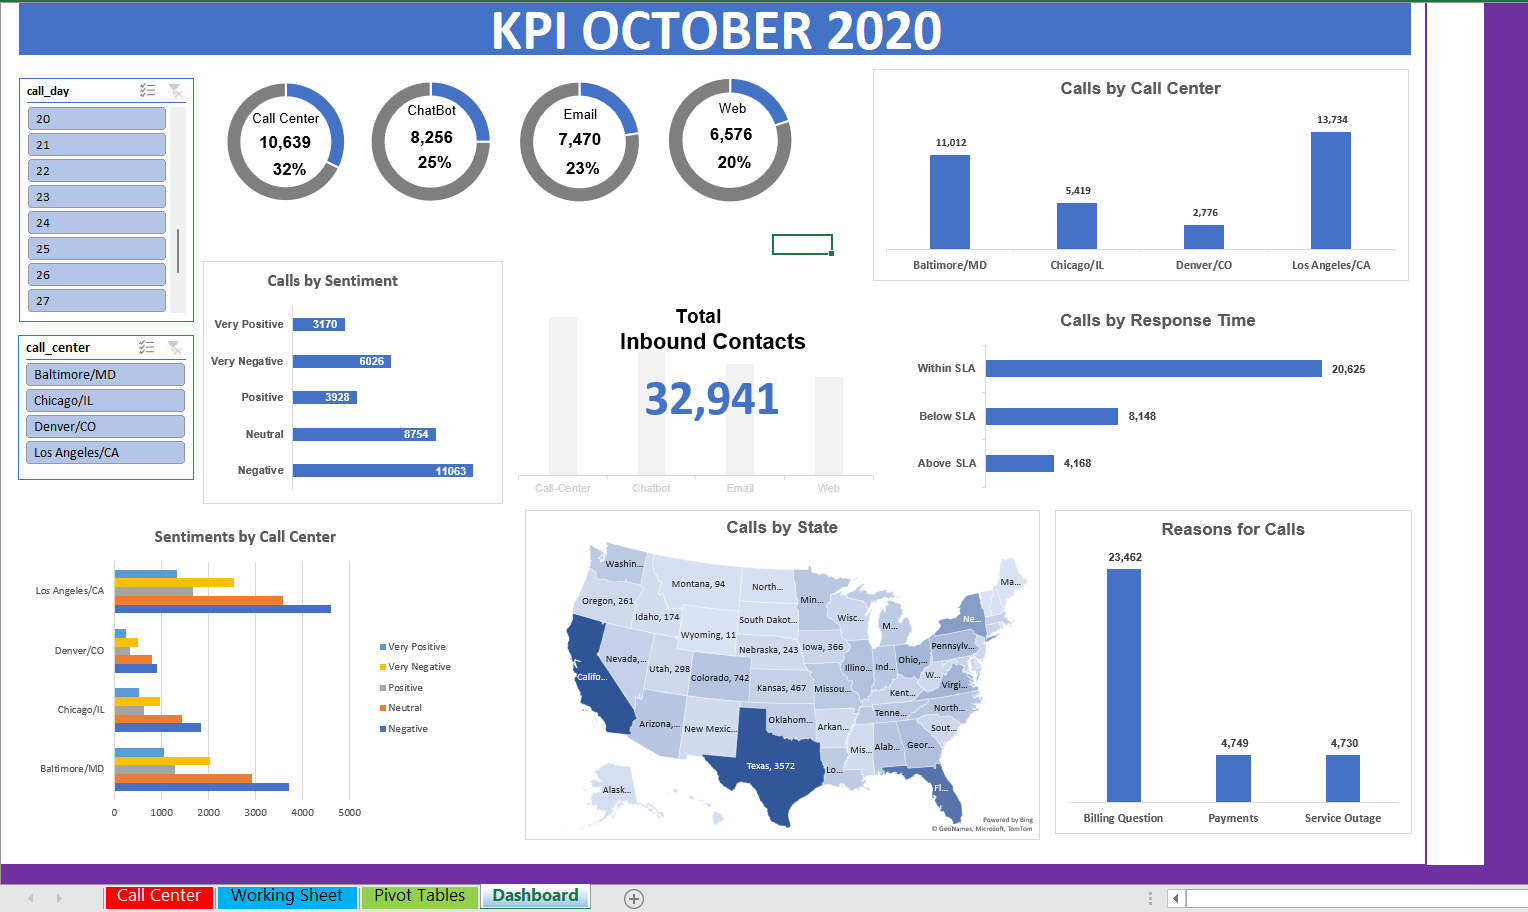 KPI OCTOBER 2020
call_day
20
21
22
23
24
25
26
27
call_center
Baltimore/MD
Chicago/IL
Denver/CO
Los Angeles/CA
Call Center
10,639
32%
ChatBot
8,256
25%
Email
7,470
23%
Web
6,576
20%
Calls by Call Center
11,012
5,419
2,776
13,734
Baltimore/MD
Chicago/IL
Denver/CO
Los Angeles/CA
Calls by Sentiment
Very Positive 3170
Very Negative 6026
Positive 3928
Neutral 8754
Negative 11063
Total
Inbound Contacts
32,941
Call-Center
Chatbot
Email
Web
Calls by Response Time
Within SLA 20,625
Below SLA 8,148
Above SLA 4,168
Sentiments by Call Center
Los Angeles/CA
Denver/CO
Chicago/IL
Baltimore/MD
0 1000 2000 3000 4000 5000
Very Positive
Very Negative
Positive
Neutral
Negative
Calls by State
Washin...
Montana, 94
North...
Min...
Ma...
Oregon, 261
Idaho, 174
South Dakot...
Wisc...
M...
Ne...
Wyoming, 11
Nebraska, 243
Iowa, 366
Pennsylv...
Nevada,...
Utah, 298
Colorado, 742
Illino...
Ind...
Ohio,...
Califo...
Kansas, 467
Missou...
W...
Virgi...
Kent...
Arizona,...
New Mexic...
Oklahom...
Arkan...
Tenne...
North...
Sout...
Mis...
Alab...
Geor...
Texas, 3572
Lo...
Fl...
Alask...
Powered by Bing
© GeoNames, Microsoft, TomTom
Reasons for Calls
23,462
4,749
4,730
Billing Question
Payments
Service Outage
Call Center
Working Sheet
Pivot Tables
Dashboard